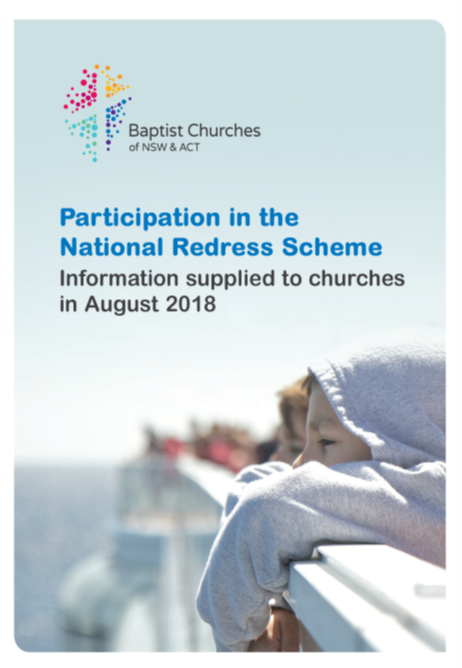 Baptist Churches
of NSW & ACT
Participation in the
National Redress Scheme
Information supplied to churches
in August 2018